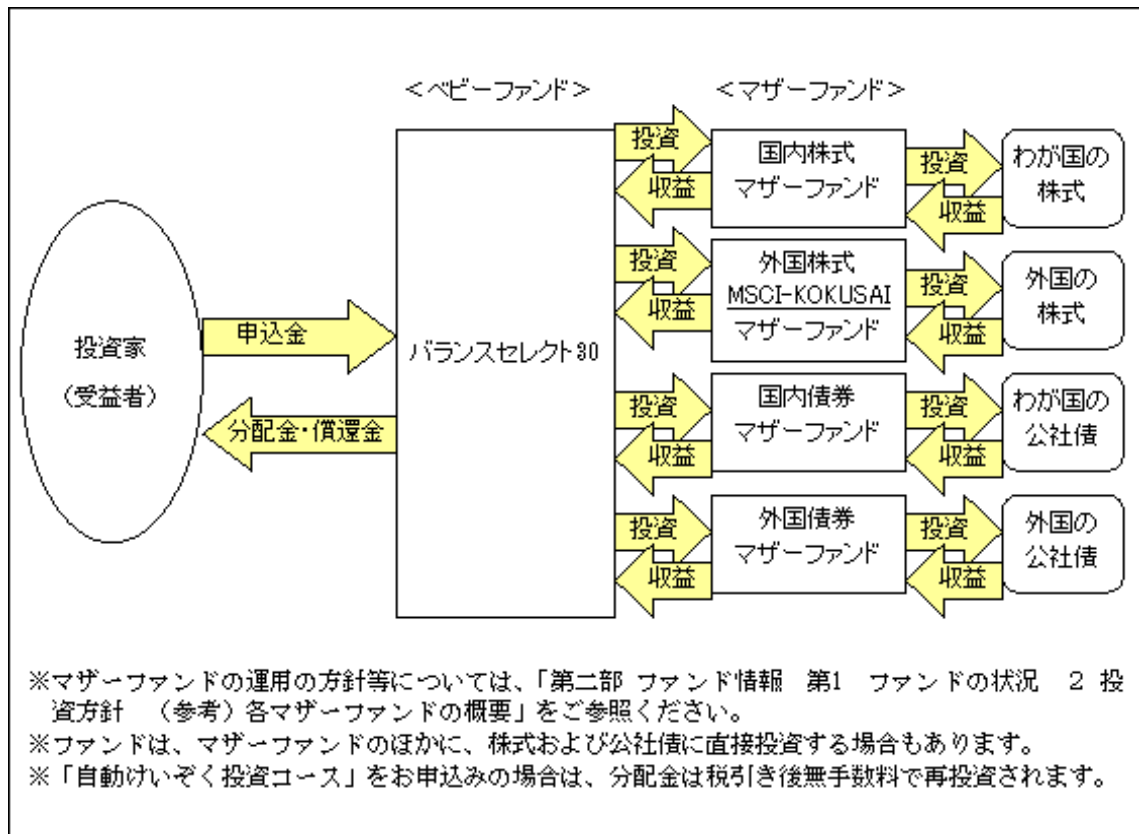 <ベビーファンド>
<マザーファンド>
投資家
(受益者)
申込金
分配金・償還金
バランスセレクト30
投資
収益
国内株式
マザーファンド
投資
収益
わが国の
株式
投資
収益
外国株式
MSCI-KOKUSAI
マザーファンド
投資
収益
外国の
株式
投資
収益
国内債券
マザーファンド
投資
収益
わが国の
公社債
投資
収益
外国債券
マザーファンド
投資
収益
外国の
公社債
※マザーファンドの運用の方針等については、「第二部 ファンド情報 第1 ファンドの状況 2 投
資方針 (参考)各マザーファンドの概要」をご参照ください。
※ファンドは、マザーファンドのほかに、株式および公社債に直接投資する場合もあります。
※「自動けいぞく投資コース」をお申込みの場合は、分配金は税引き後無手数料で再投資されます。